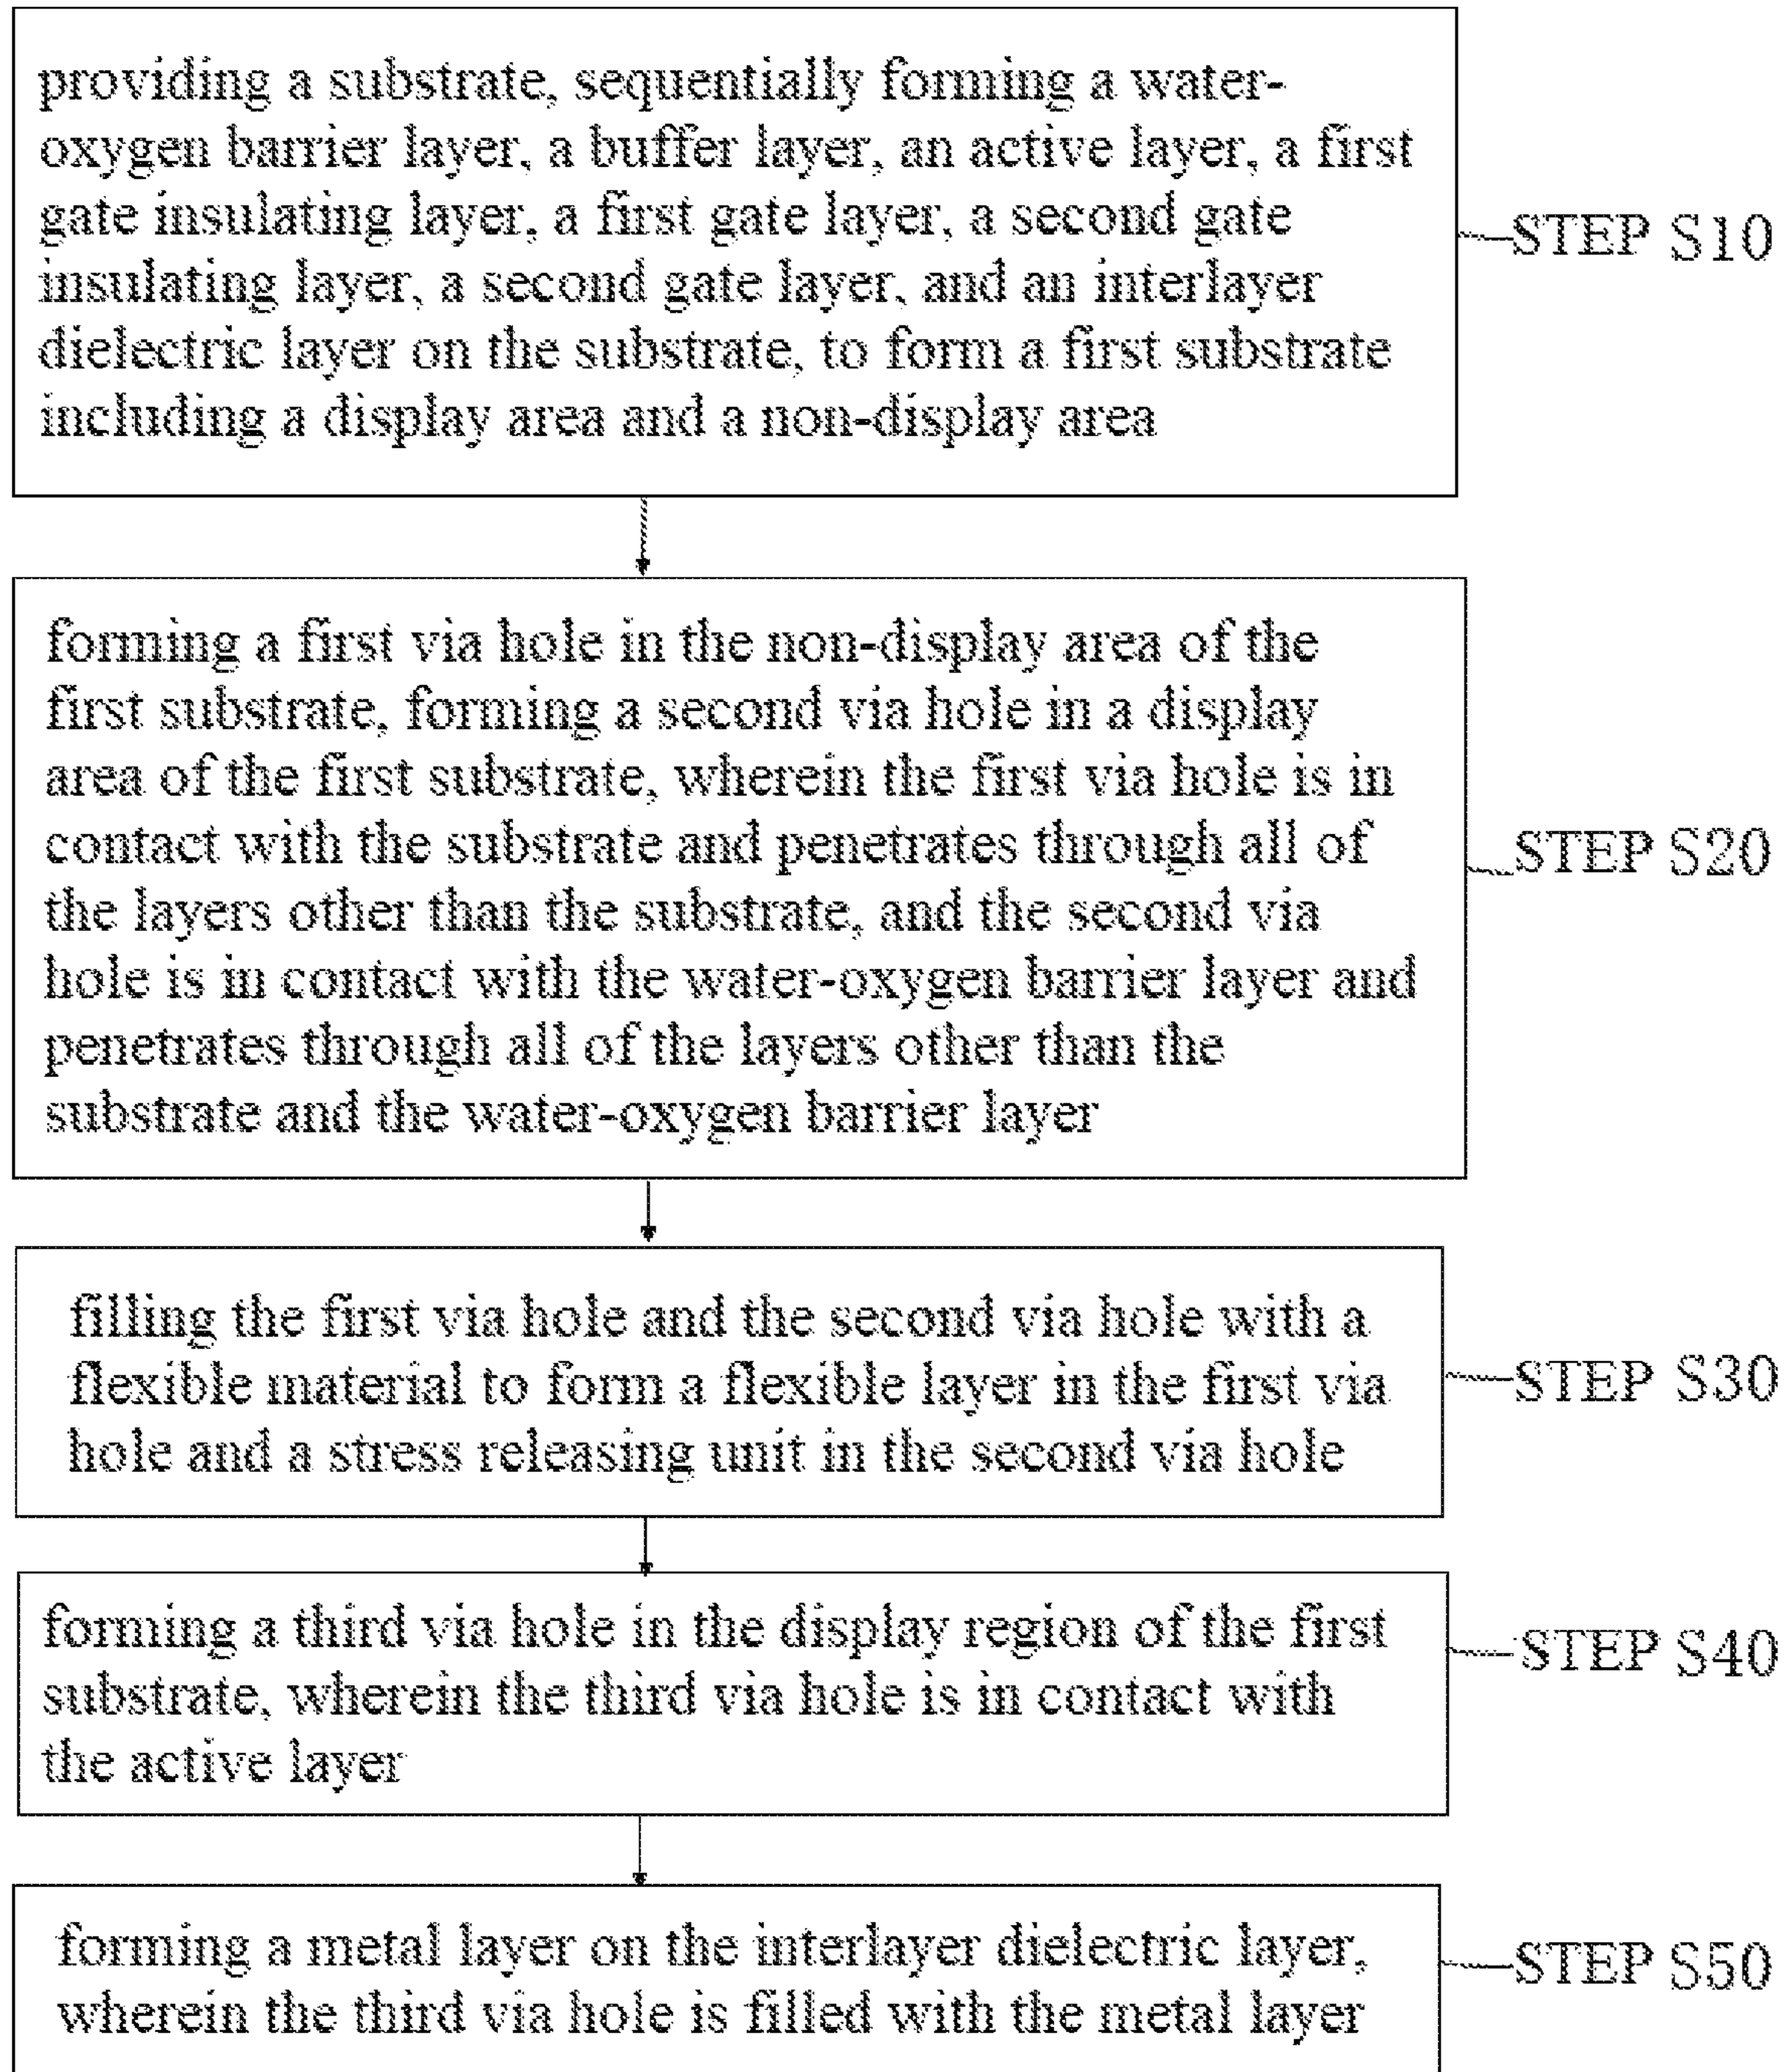 providing a substrate, sequentially forming a water-
oxygen barrier layer, a buffer layer, an active layer, a first
gate insulating layer, a first gate layer, a second gate
insulating layer, a second gate layer, and an interlayer
dielectric layer on the substrate, to form a first substrate
including a display area and a non-display area
STEP S10
forming a first via hole in the non-display area of the
first substrate, forming a second via hole in a display
area of the first substrate, wherein the first via hole is in
contact with the substrate and penetrates through all of
the layers other than the substrate, and the second via
hole is in contact with the water-oxygen barrier layer and
penetrates through all of the layers other than the
substrate and the water-oxygen barrier layer
STEP S20
filling the first via hole and the second via hole with a
flexible material to form a flexible layer in the first via
hole and a stress releasing unit in the second via hole
STEP S30
forming a third via hole in the display region of the first
substrate, wherein the third via hole is in contact with
the active layer
STEP S40
forming a metal layer on the interlayer dielectric layer,
wherein the third via hole is filled with the metal layer
STEP S50